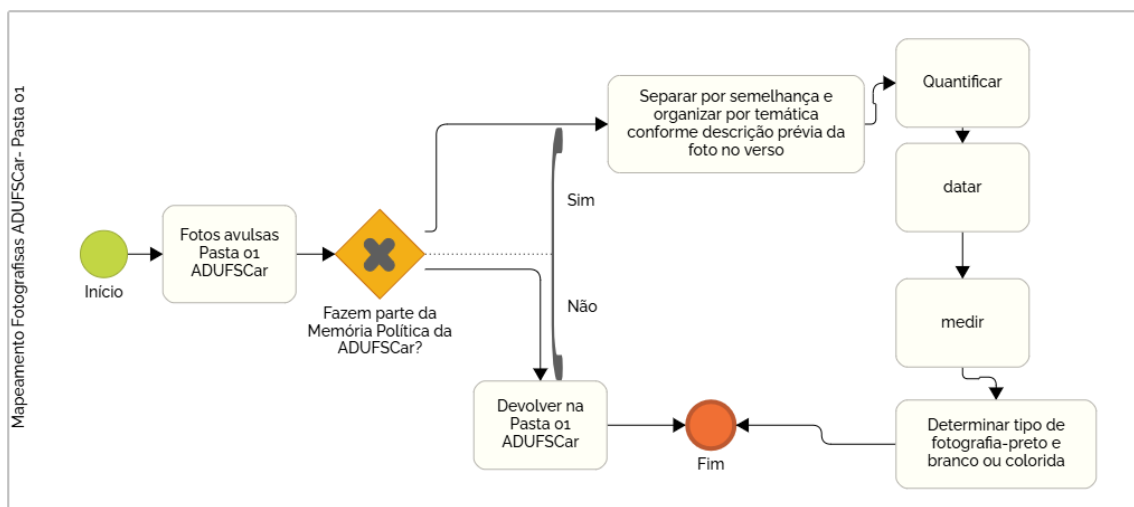 Mapeamento Fotografisas ADUFSCar- Pasta 01
Início
Fotos avulsas
Pasta 01
ADUFSCar
Fazem parte da
Memória Política da
ADUFSCar?
Sim
Não
Separar por semelhança e
organizar por temática
conforme descrição prévia da
foto no verso
Quantificar
datar
medir
Determinar tipo de
fotografia-preto e
branco ou colorida
Devolver na
Pasta 01
ADUFSCar
Fim